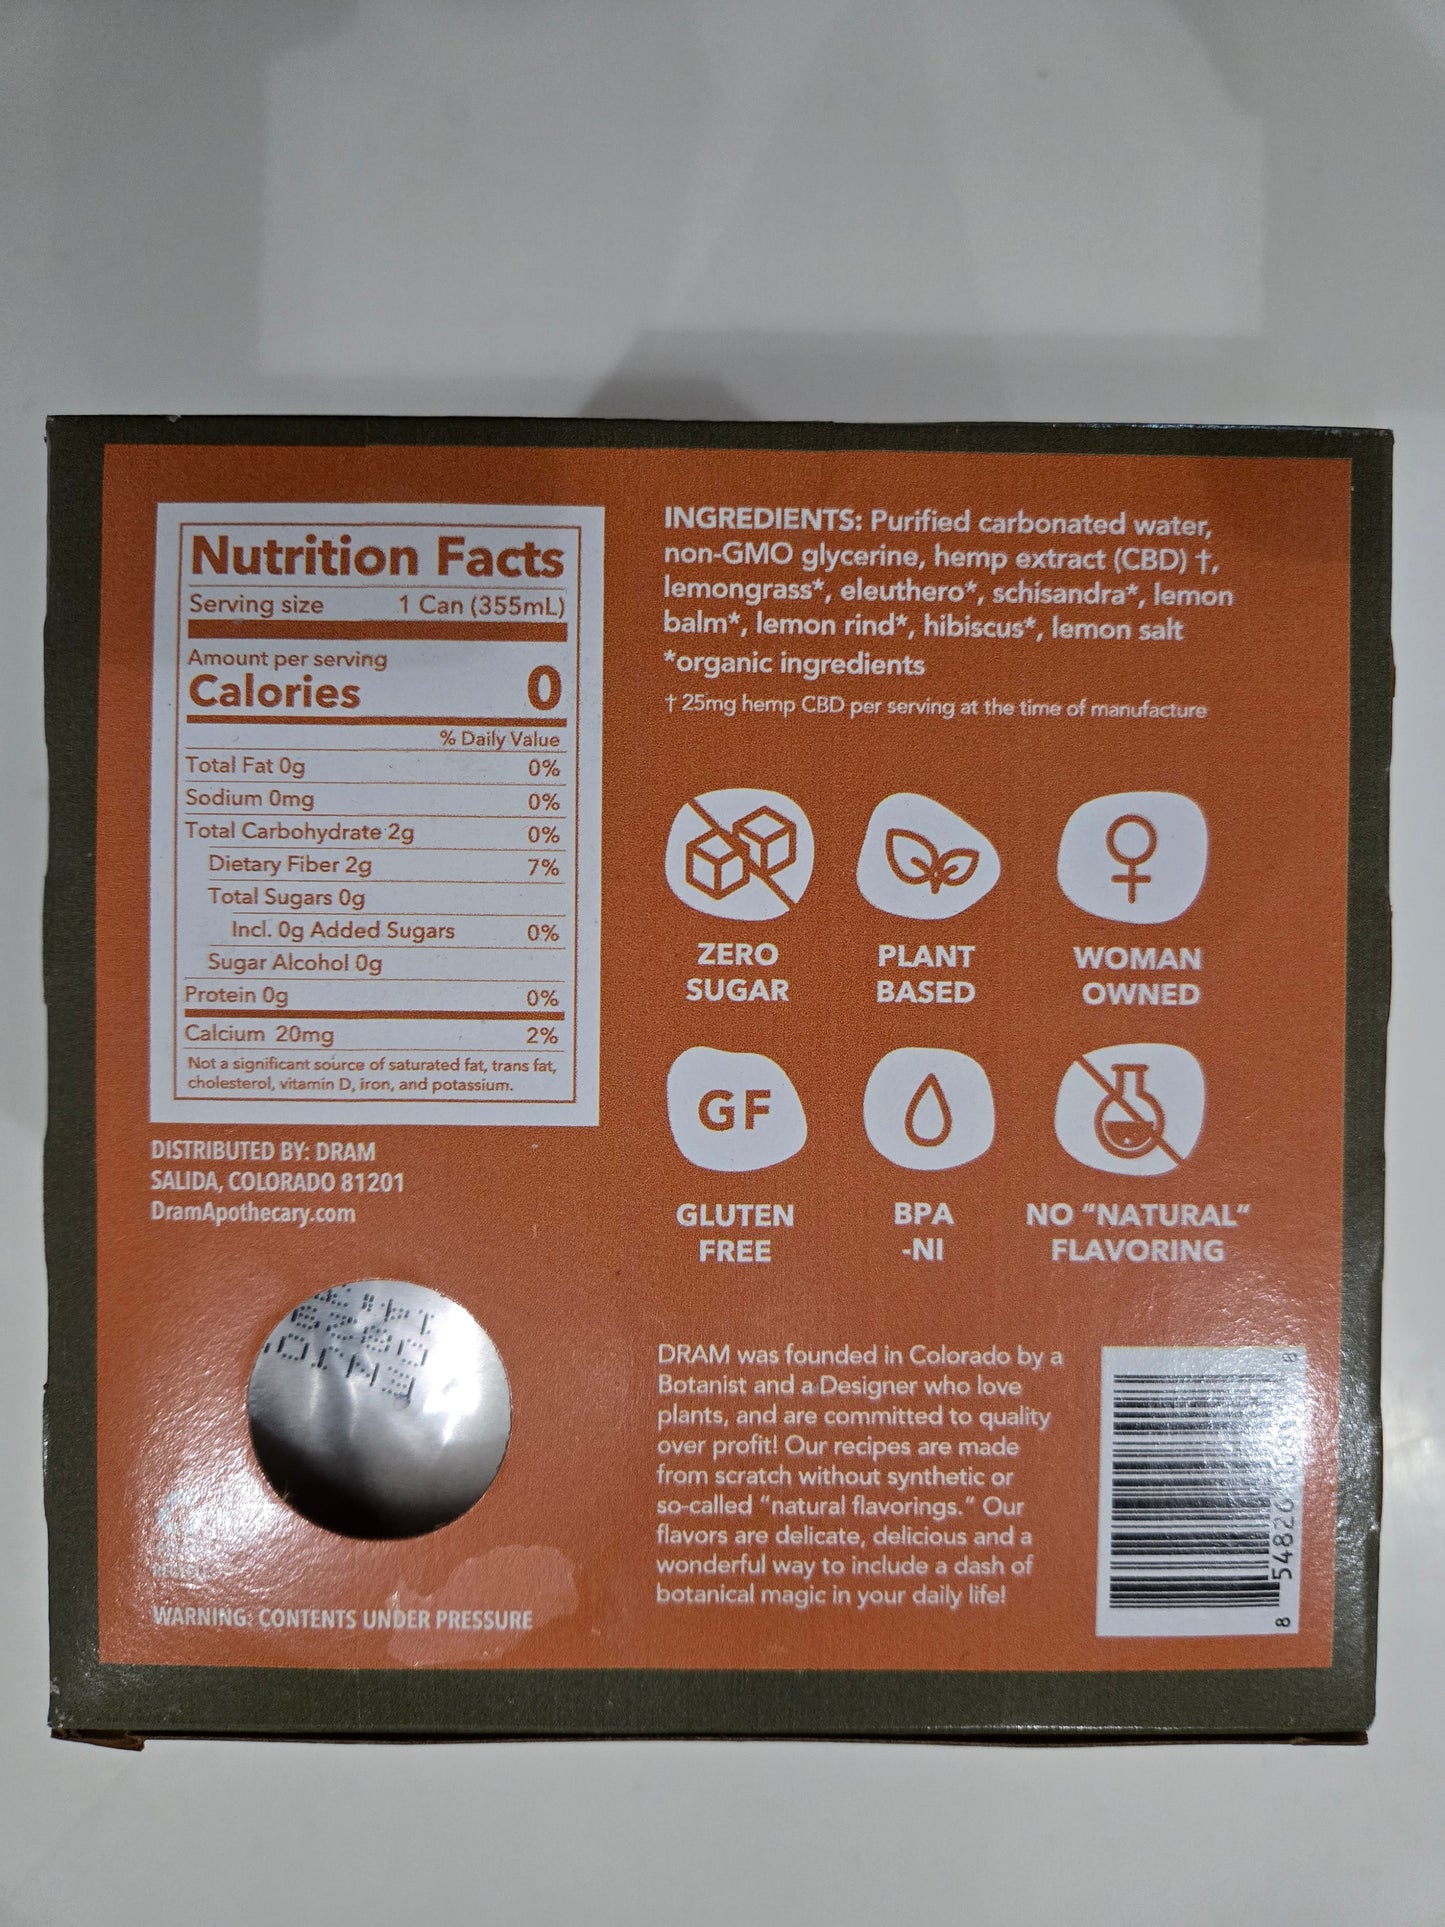 Nutrition Facts
Serving size 1 Can (355mL)
Amount per serving
Calories 0
% Daily Value
Total Fat 0g 0%
Sodium 0mg 0%
Total Carbohydrate 2g 0%
Dietary Fiber 2g 7%
Total Sugars 0g
Incl. 0g Added Sugars 0%
Sugar Alcohol 0g
Protein 0g 0%
Calcium 20mg 2%
Not a significant source of saturated fat, trans fat,
cholesterol, vitamin D, iron, and potassium.
DISTRIBUTED BY: DRAM
SALIDA, COLORADO 81201
DramApothecary.com
WARNING: CONTENTS UNDER PRESSURE
INGREDIENTS: Purified carbonated water,
non-GMO glycerine, hemp extract (CBD) †,
lemongrass*, eleuthero*, schisandra*, lemon
balm*, lemon rind*, hibiscus*, lemon salt
*organic ingredients
† 25mg hemp CBD per serving at the time of manufacture
ZERO
SUGAR
PLANT
BASED
WOMAN
OWNED
GF
GLUTEN
FREE
BPA
-NI
NO “NATURAL“
FLAVORING
DRAM was founded in Colorado by a
Botanist and a Designer who love
plants, and are committed to quality
over profit! Our recipes are made
from scratch without synthetic or
so-called “natural flavorings.” Our
flavors are delicate, delicious and a
wonderful way to include a dash of
botanical magic in your daily life!